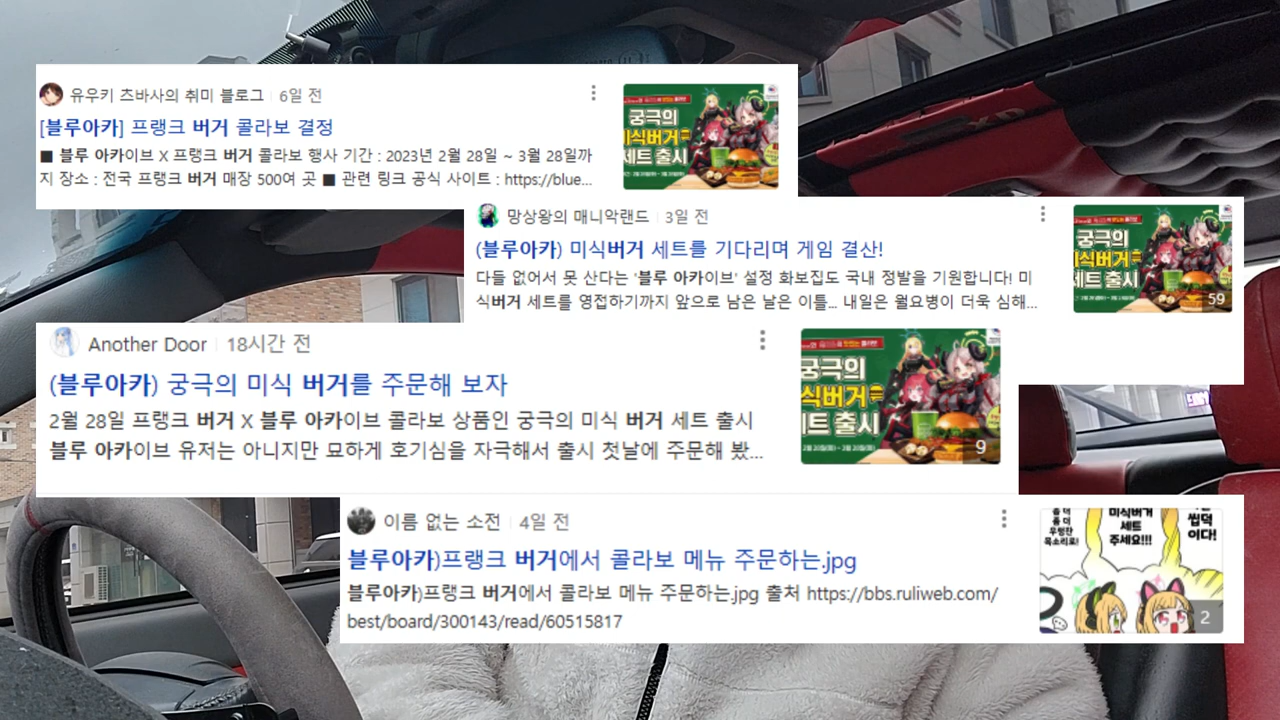 유우키 츠바사의 취미 블로그 6일 전
[블루아카] 프랭크 버거 콜라보 결정
■ 블루 아카이브 X 프랭크 버거 콜라보 행사 기간 : 2023년 2월 28일 ~ 3월 28일까
지 장소 : 전국 프랭크 버거 매장 500여 곳 ■ 관련 링크 공식 사이트 : https://blue...
궁극의
미식버거
세트 출시
망상왕의 매니악랜드 3일 전
(블루아카) 미식버거 세트를 기다리며 게임 결산!
다들 없어서 못 산다는 '블루 아카이브' 설정 화보집도 국내 정발을 기원합니다! 미
식버거 세트를 영접하기까지 앞으로 남은 날은 이틀... 내일은 월요병이 더욱 심해...
궁극의
미식버거
세트 출시
59
Another Door 18시간 전
(블루아카) 궁극의 미식 버거를 주문해 보자
2월 28일 프랭크 버거 X 블루 아카이브 콜라보 상품인 궁극의 미식 버거 세트 출시
블루 아카이브 유저는 아니지만 묘하게 호기심을 자극해서 출시 첫날에 주문해 봤...
궁극의
식버거
트 출시
9
이름 없는 소전 4일 전
블루아카)프랭크 버거에서 콜라보 메뉴 주문하는.jpg
블루아카)프랭크 버거에서 콜라보 메뉴 주문하는.jpg 출처 https://bbs.ruliweb.com/
best/board/300143/read/60515817
좀 더
우렁찬
목소리로!
미식버거
세트
주세요!!!
씹덕
이다!
2